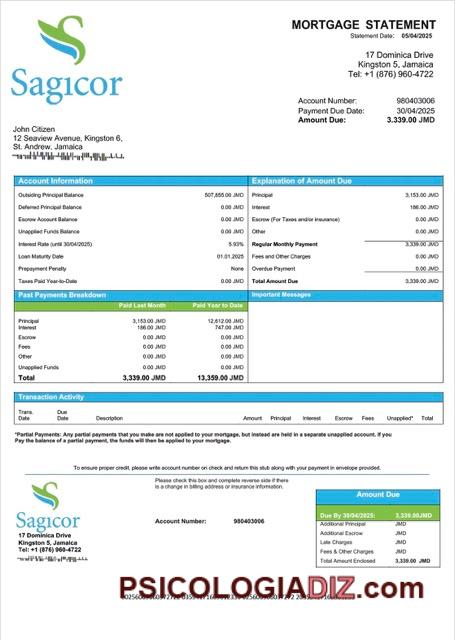 Sagicor
MORTGAGE STATEMENT
Statement Date: 05/04/2025
17 Dominica Drive
Kingston 5, Jamaica
Tel: +1 (876) 960-4722
Account Number: 980403006
Payment Due Date: 30/04/2025
Amount Due: 3.339.00 JMD
John Citizen
12 Seaview Avenue, Kingston 6,
St. Andrew, Jamaica
Account Information
Outsiding Principal Balance 507,655.00 JMD
Deferred Principal Balance 0.00 JMD
Escrow Account Balance 0.00 JMD
Unapplied Funds Balance 0.00 JMD
Interest Rate (until 30/04/2025) 5.93%
Loan Maturity Date 01.01.2025
Prepayment Penalty None
Taxes Paid Year-to-Date 0.00 JMD
Explanation of Amount Due
Principal 3,153.00 JMD
Interest 186.00 JMD
Escrow (For Taxes and/or insurance) 0.00 JMD
Other 0.00 JMD
Regular Monthly Payment 3,339.00 JMD
Fees and Other Charges 0.00 JMD
Overdue Payment 0.00 JMD
Total Amount Due 3,339.00 JMD
Past Payments Breakdown
Paid Last Month Paid Year to Date
Principal 3,153.00 JMD 12,612.00 JMD
Interest 186.00 JMD 747.00 JMD
Escrow 0.00 JMD 0.00 JMD
Fees 0.00 JMD 0.00 JMD
Other 0.00 JMD 0.00 JMD
Unapplied Funds 0.00 JMD 0.00 JMD
Total 3,339.00 JMD 13,359.00 JMD
Important Messages
Transaction Activity
Trans. Date Due Date Description Amount Principal Interest Escrow Fees Unapplied* Total
*Partial Payments: Any partial payments that you make are not applied to your mortgage, but instead are held in a separate unapplied account. If you
Pay the balance of a partial payment, the funds will then be applied to your mortgage.
To ensure proper credit, please write account number on check and return this stub along with your payment in envelope provided.
Please check this box and complete reverse side if there
is a change in billing address or insurance information.
Sagicor
17 Dominica Drive
Kingston 5, Jamaica
Tel: +1 (876) 960-4722
Account Number: 980403006
Amount Due
Due By 30/04/2025: 3,339.00JMD
Additional Principal JMD
Additional Escrow JMD
Late Charges JMD
Fees & Other Charges JMD
Total Amount Enclosed 3,339.00 JMD
PSICOLOGIADIZ.com